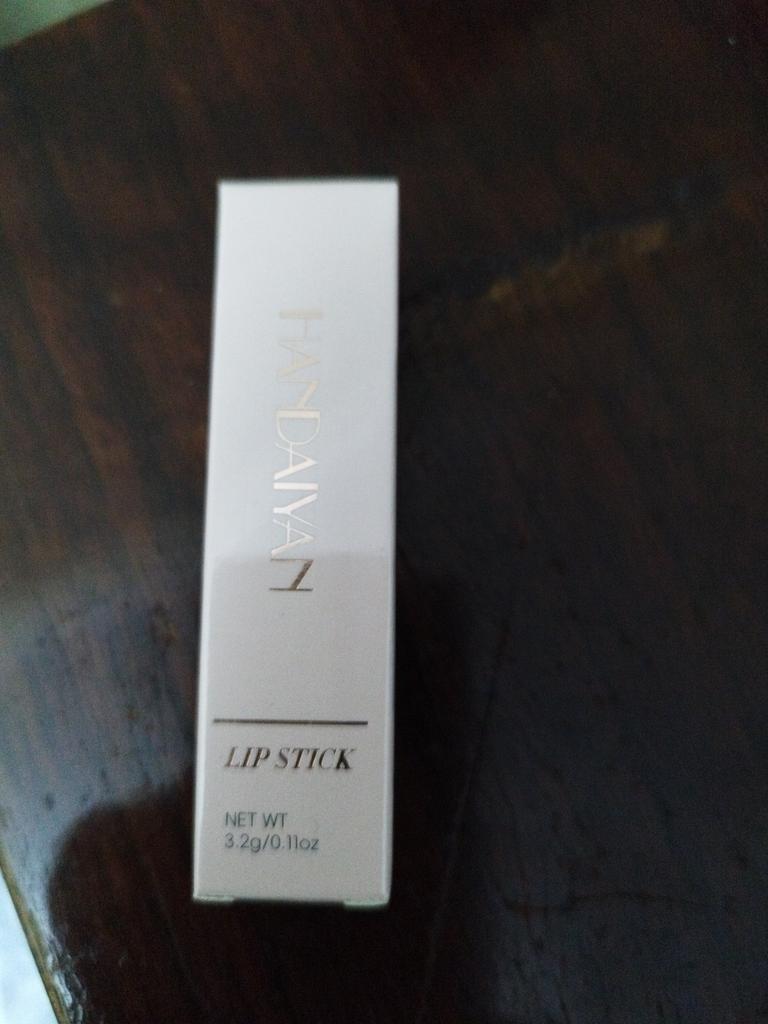 HANDAIYAN
LIP STICK
NET WT
3.2g/0.11oz